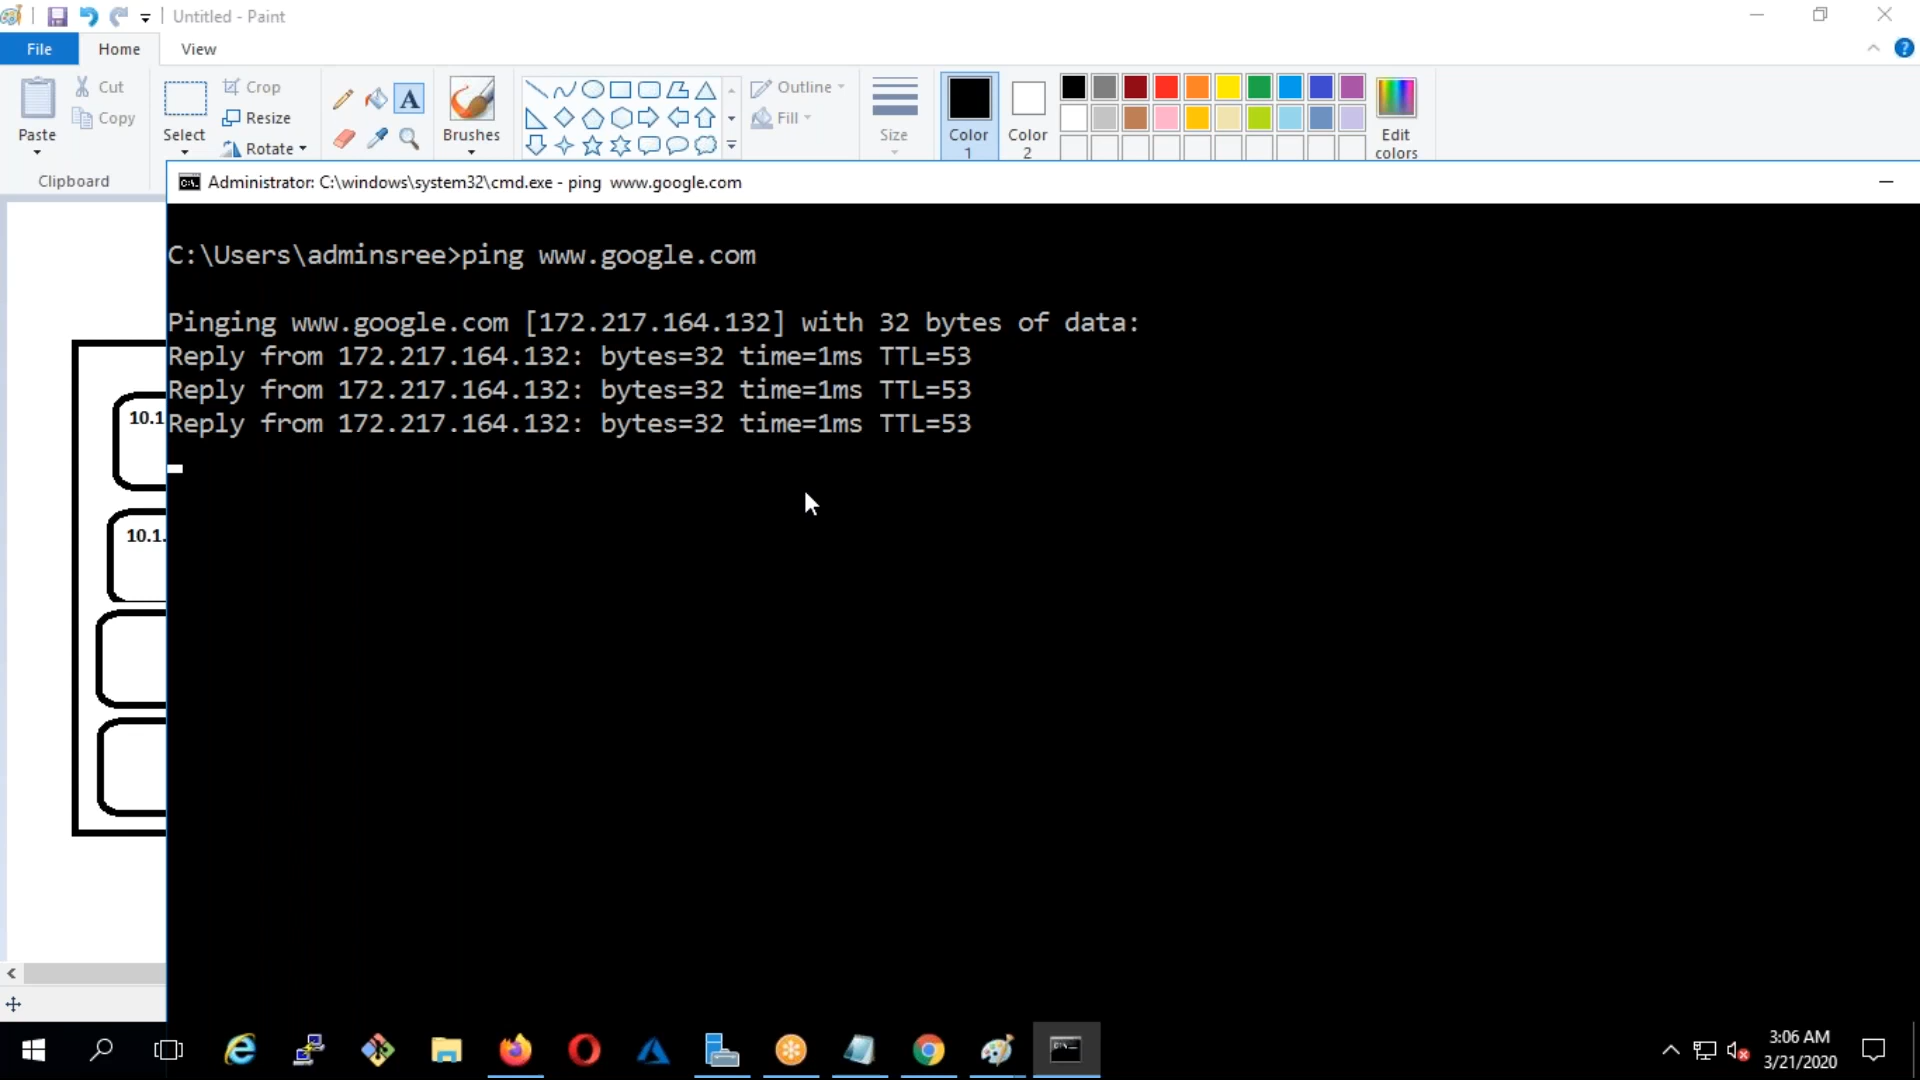 Untitled - Paint
File Home View
Cut
Copy
Paste
Clipboard
Crop
Resize
Rotate
Select
A
Brushes
Outline
Fill
Size
Color 1
Color 2
Edit colors
Administrator: C:\windows\system32\cmd.exe - ping  www.google.com
C:\Users\adminsree>ping www.google.com
Pinging www.google.com [172.217.164.132] with 32 bytes of data:
Reply from 172.217.164.132: bytes=32 time=1ms TTL=53
Reply from 172.217.164.132: bytes=32 time=1ms TTL=53
Reply from 172.217.164.132: bytes=32 time=1ms TTL=53
10.1
10.1.
3:06 AM
3/21/2020